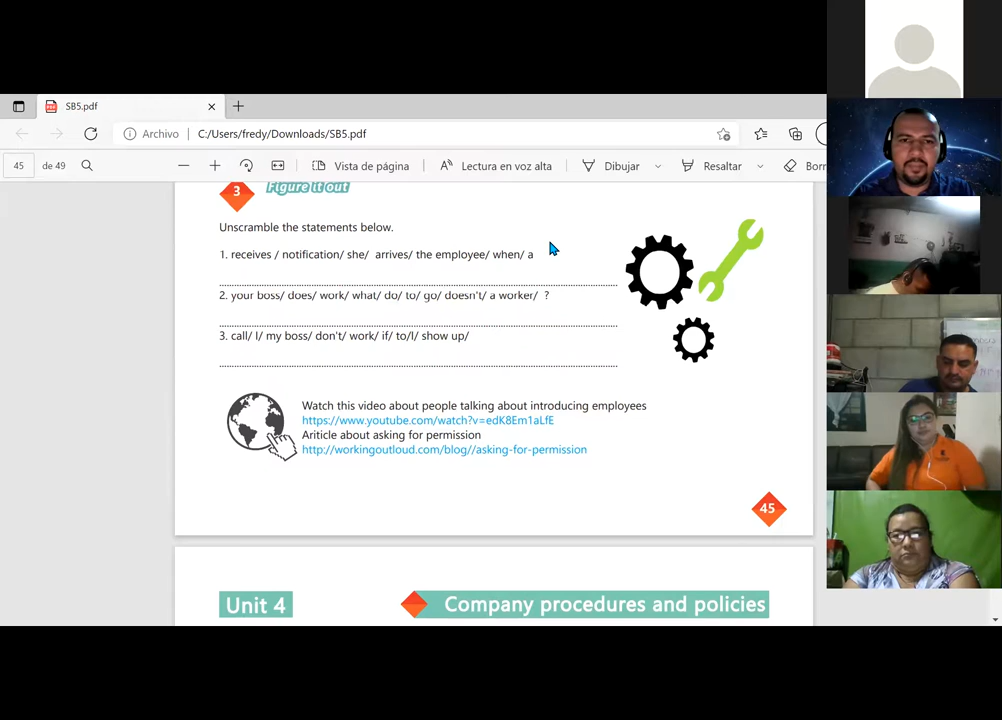 SB5.pdf
Archivo C:/Users/fredy/Downloads/SB5.pdf
45 de 49 Vista de página Lectura en voz alta Dibujar Resaltar Borr
3 Figure it out
Unscramble the statements below.
1. receives / notification/ she/ arrives/ the employee/ when/ a
2. your boss/ does/ work/ what/ do/ to/ go/ doesn't/ a worker/ ?
3. call/ I/ my boss/ don't/ work/ if/ to/I/ show up/
Watch this video about people talking about introducing employees
https://www.youtube.com/watch?v=edK8Em1aLfE
Ariticle about asking for permission
http://workingoutloud.com/blog//asking-for-permission
45
Unit 4 Company procedures and policies